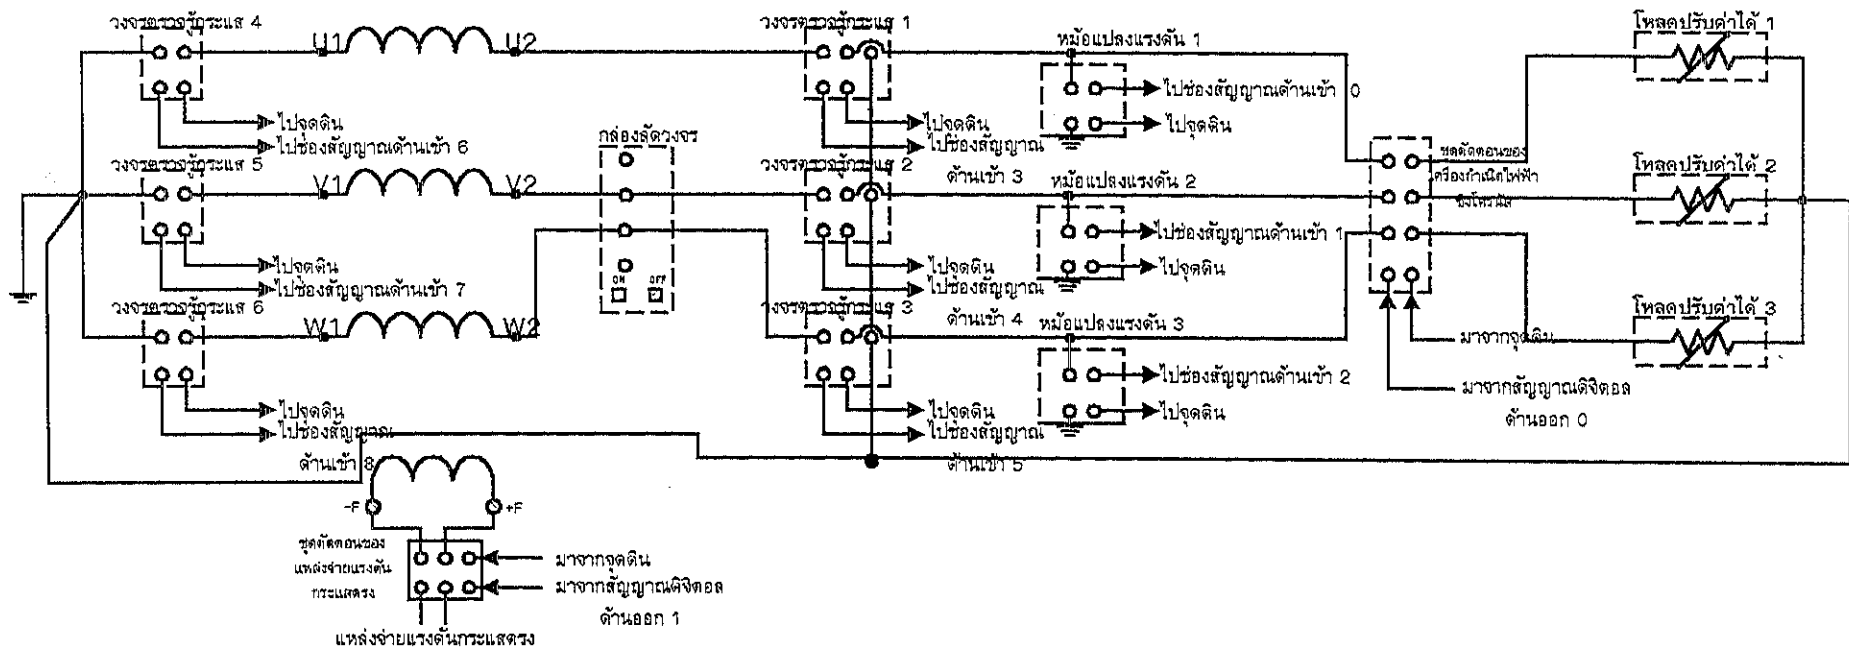 วงจรตรวจรู้กระแส 4
U1
U2
วงจรตรวจรู้กระแส 1
หม้อแปลงแรงดัน 1
โหลดปรับค่าได้ 1
ไปช่องสัญญาณด้านเข้า 0
ไปจุดดิน
ไปจุดดิน
ไปช่องสัญญาณด้านเข้า 6
กล่องลัดวงจร
ไปจุดดิน
ไปช่องสัญญาณ
ด้านเข้า 3
วงจรตรวจรู้กระแส 5
V1
V2
วงจรตรวจรู้กระแส 2
หม้อแปลงแรงดัน 2
ชุดตัดตอนของ
เครื่องกำเนิดไฟฟ้า
ซิงโครนัส
โหลดปรับค่าได้ 2
ไปช่องสัญญาณด้านเข้า 1
ไปจุดดิน
ไปจุดดิน
ไปช่องสัญญาณด้านเข้า 7
ON
OFF
ไปจุดดิน
ไปช่องสัญญาณ
ด้านเข้า 4
วงจรตรวจรู้กระแส 6
W1
W2
วงจรตรวจรู้กระแส 3
หม้อแปลงแรงดัน 3
โหลดปรับค่าได้ 3
มาจากจุดดิน
มาจากสัญญาณดิจิตอล
ด้านออก 0
ไปช่องสัญญาณด้านเข้า 2
ไปจุดดิน
ไปจุดดิน
ไปช่องสัญญาณ
ด้านเข้า 8
ไปจุดดิน
ไปช่องสัญญาณ
ด้านเข้า 5
-F
+F
ชุดตัดตอนของ
แหล่งจ่ายแรงดัน
กระแสตรง
มาจากจุดดิน
มาจากสัญญาณดิจิตอล
ด้านออก 1
แหล่งจ่ายแรงดันกระแสตรง